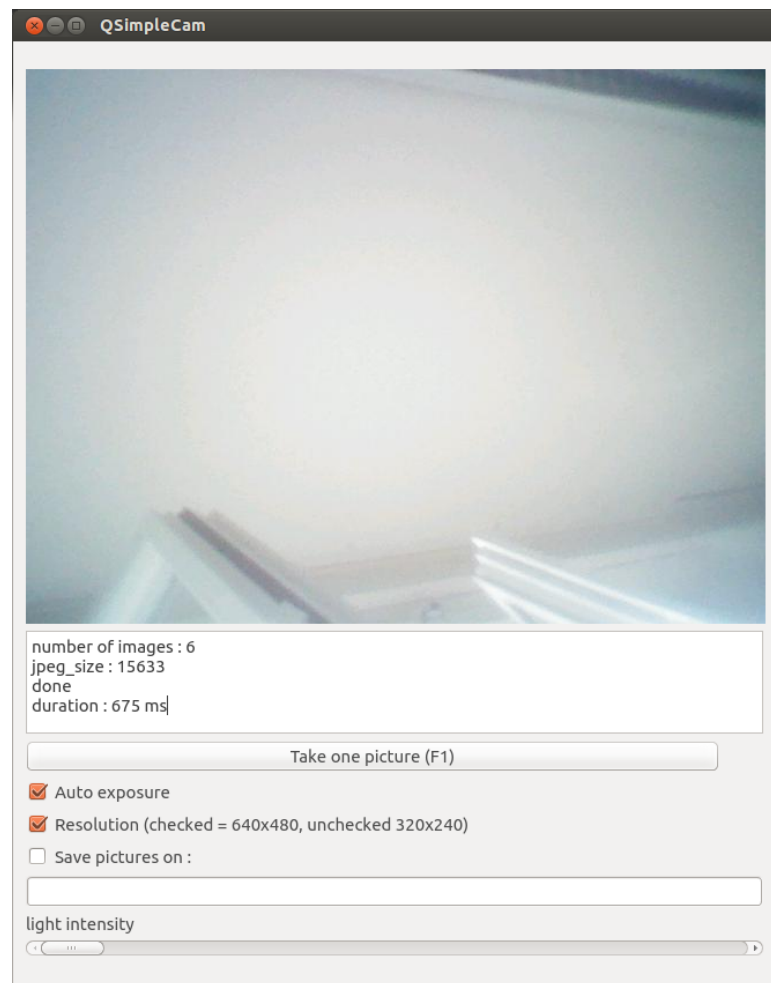 QSimpleCam
number of images : 6
jpeg_size : 15633
done
duration : 675 ms
Take one picture (F1)
Auto exposure
Resolution (checked = 640x480, unchecked 320x240)
Save pictures on :
light intensity